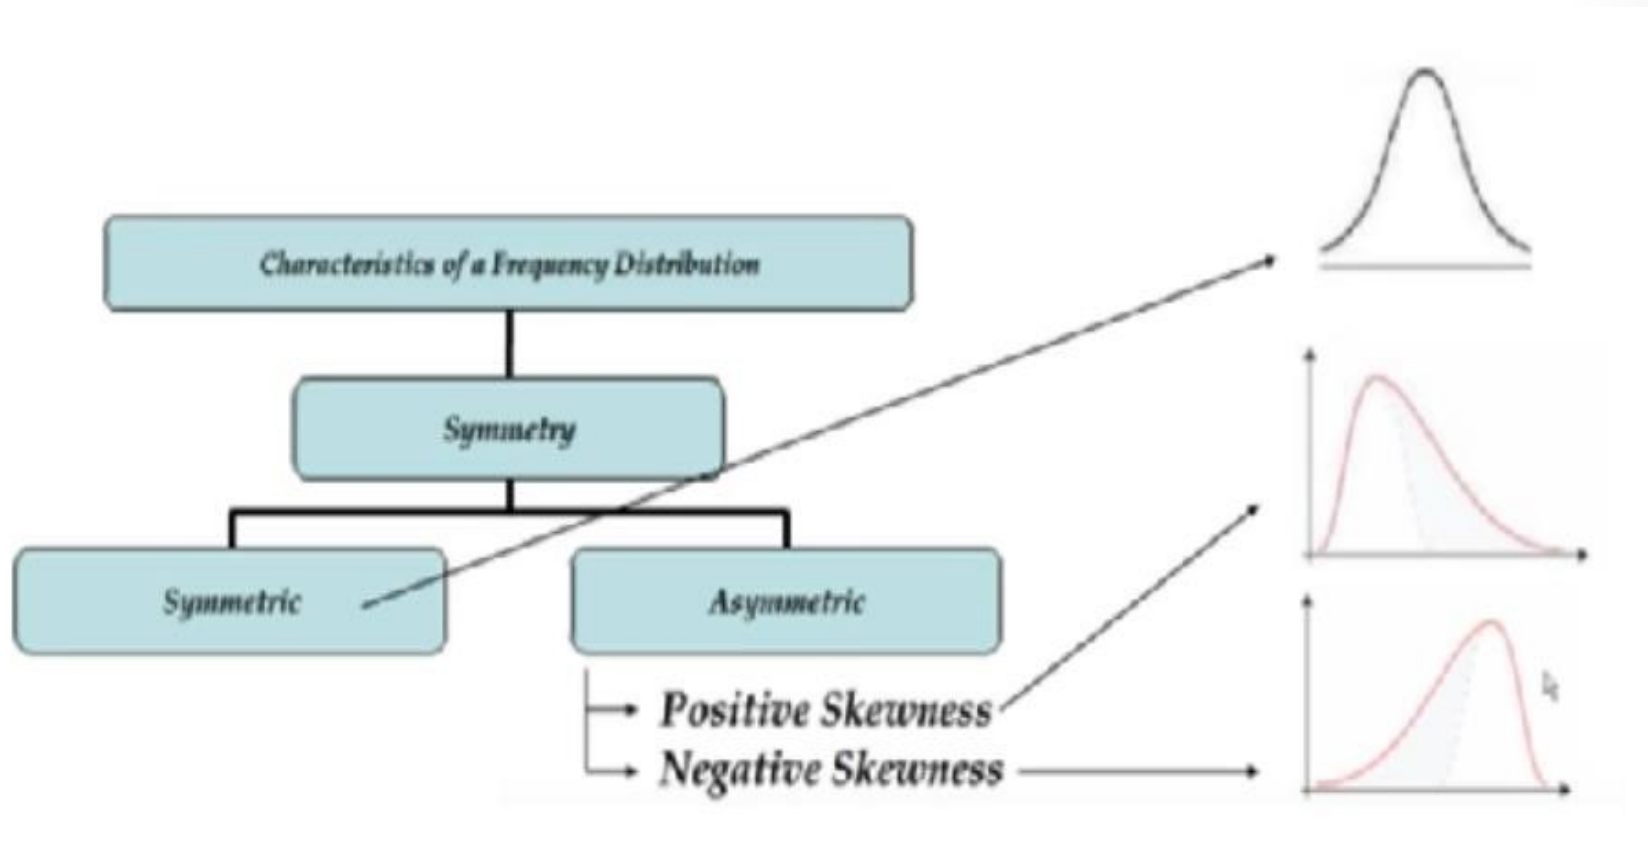 Characteristics of a Frequency Distribution
Symmetry
Symmetric
Asymmetric
Positive Skewness
Negative Skewness